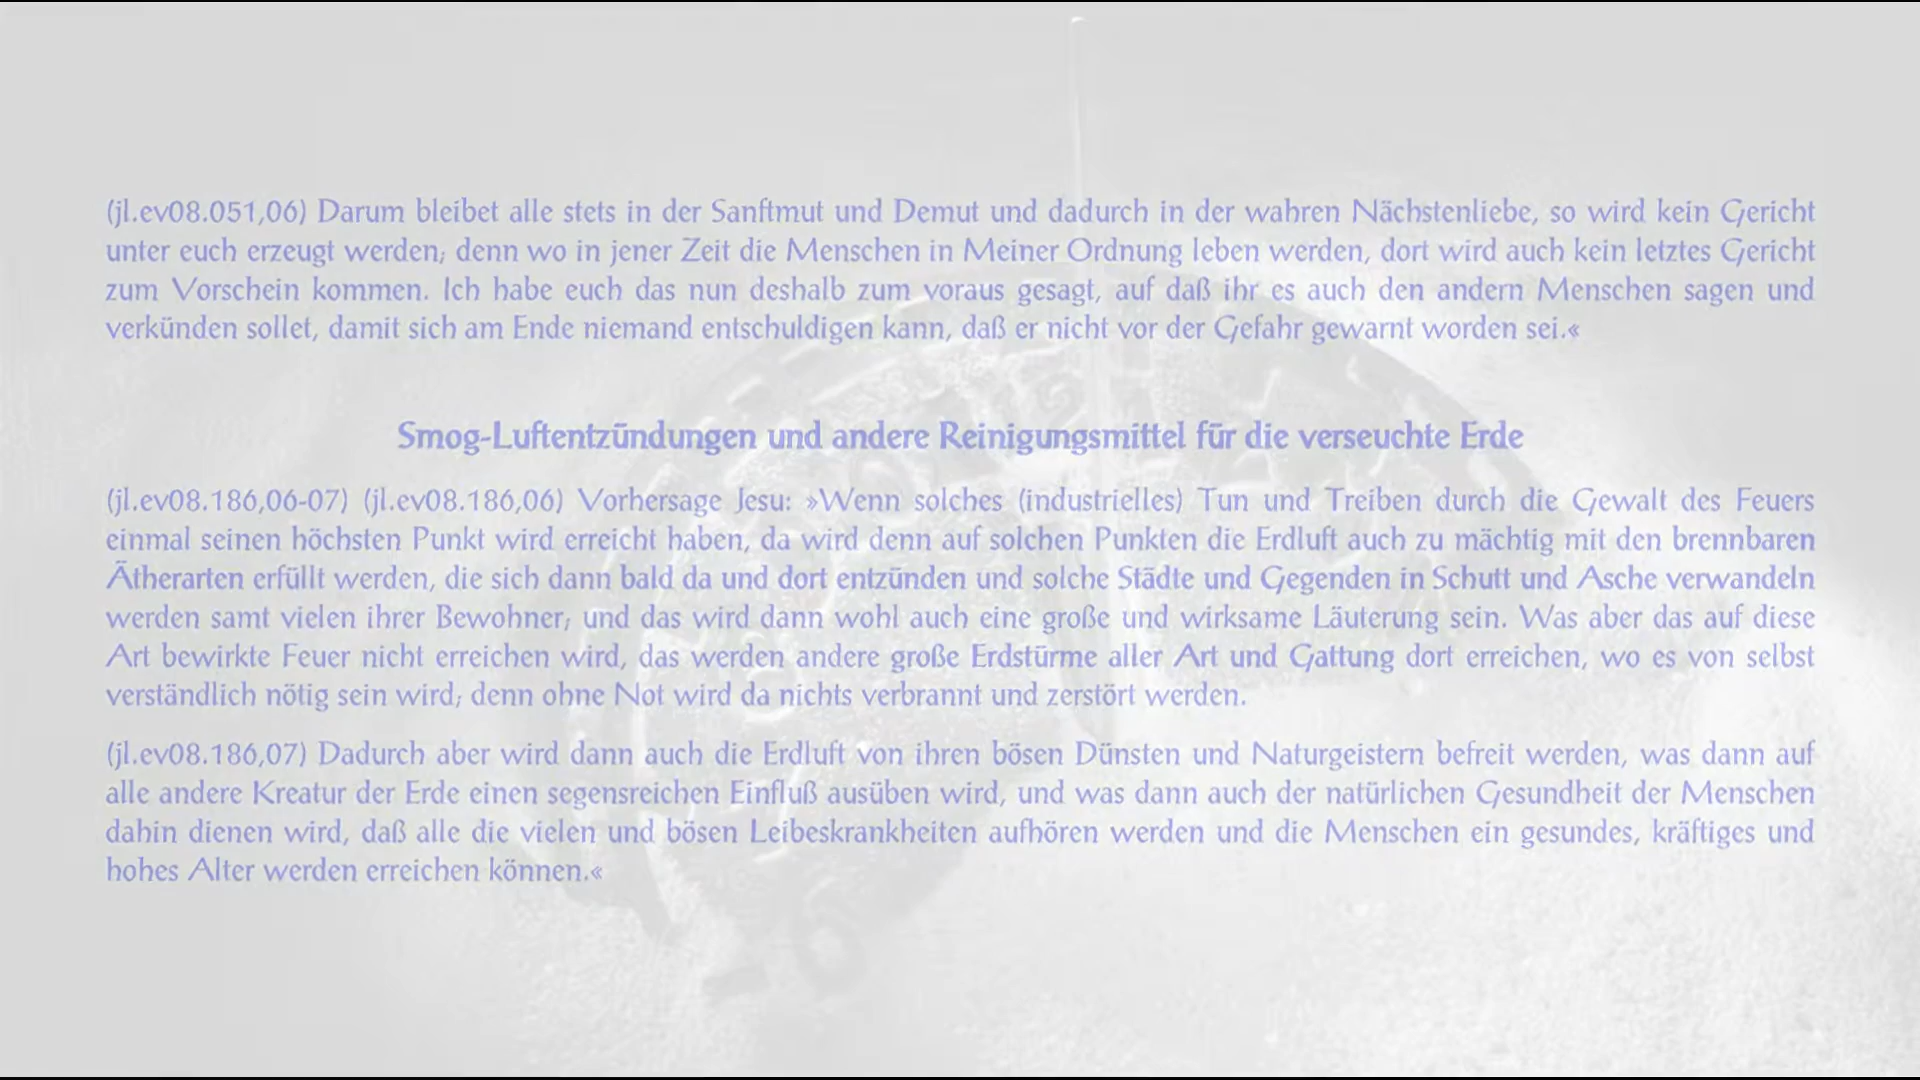 (jl.ev08.051,06) Darum bleibet alle stets in der Sanftmut und Demut und dadurch in der wahren Nächstenliebe, so wird kein Gericht
unter euch erzeugt werden; denn wo in jener Zeit die Menschen in Meiner Ordnung leben werden, dort wird auch kein letztes Gericht
zum Vorschein kommen. Ich habe euch das nun deshalb zum voraus gesagt, auf daß ihr es auch den andern Menschen sagen und
verkünden sollet, damit sich am Ende niemand entschuldigen kann, daß er nicht vor der Gefahr gewarnt worden sei.«
Smog-Luftentzündungen und andere Reinigungsmittel für die verseuchte Erde
(jl.ev08.186,06-07) (jl.ev08.186,06) Vorhersage Jesu: »Wenn solches (industrielles) Tun und Treiben durch die Gewalt des Feuers
einmal seinen höchsten Punkt wird erreicht haben, da wird denn auf solchen Punkten die Erdluft auch zu mächtig mit den brennbaren
Ätherarten erfüllt werden, die sich dann bald da und dort entzünden und solche Städte und Gegenden in Schutt und Asche verwandeln
werden samt vielen ihrer Bewohner; und das wird dann wohl auch eine große und wirksame Läuterung sein. Was aber das auf diese
Art bewirkte Feuer nicht erreichen wird, das werden andere große Erdstürme aller Art und Gattung dort erreichen, wo es von selbst
verständlich nötig sein wird; denn ohne Not wird da nichts verbrannt und zerstört werden.
(jl.ev08.186,07) Dadurch aber wird dann auch die Erdluft von ihren bösen Dünsten und Naturgeistern befreit werden, was dann auf
alle andere Kreatur der Erde einen segensreichen Einfluß ausüben wird, und was dann auch der natürlichen Gesundheit der Menschen
dahin dienen wird, daß alle die vielen und bösen Leibeskrankheiten aufhören werden und die Menschen ein gesundes, kräftiges und
hohes Alter werden erreichen können.«